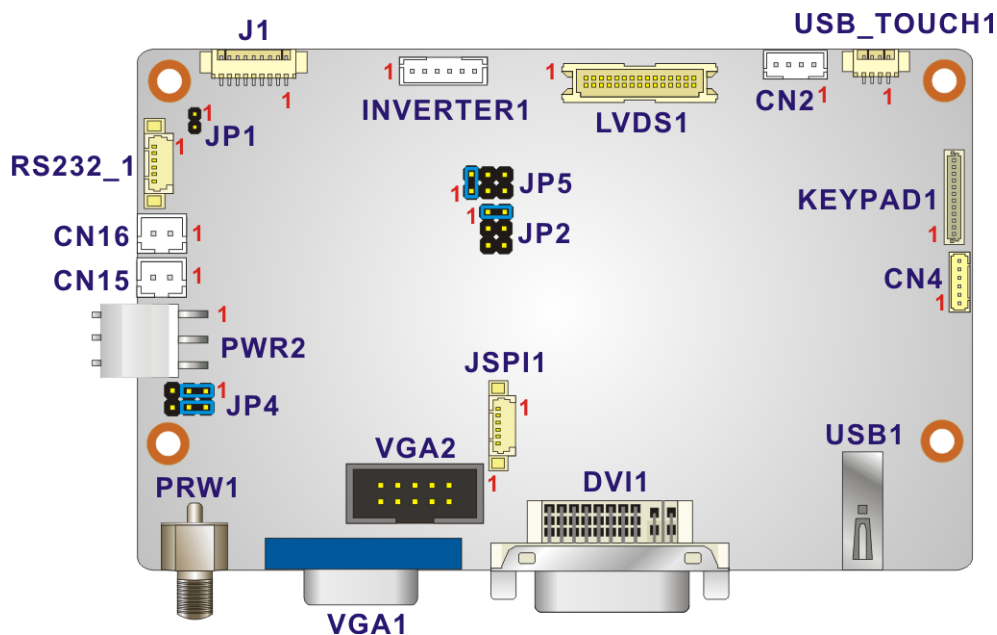 J1
USB_TOUCH1
1
1
INVERTER1
1
1
LVDS1
CN2
1
1
1
JP1
1
RS232_1
1
JP5
1
JP2
KEYPAD1
1
CN16
1
CN15
1
CN4
1
1
PWR2
1
JP4
JSPI1
1
VGA2
1
USB1
PRW1
DVI1
VGA1